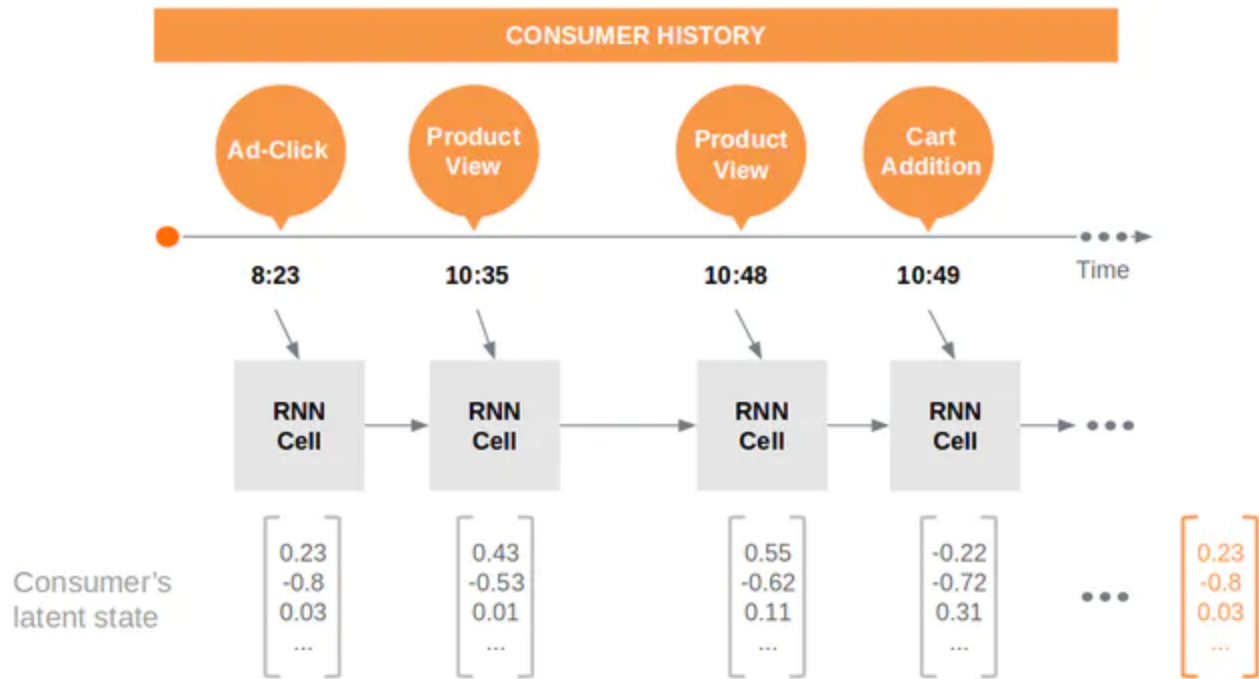 CONSUMER HISTORY
Ad-Click
Product
View
Product
View
Cart
Addition
8:23
10:35
10:48
10:49
Time
RNN
Cell
RNN
Cell
RNN
Cell
RNN
Cell
Consumer's
latent state
0.23
-0.8
0.03
...
0.43
-0.53
0.01
...
0.55
-0.62
0.11
...
-0.22
-0.72
0.31
...
0.23
-0.8
0.03
...